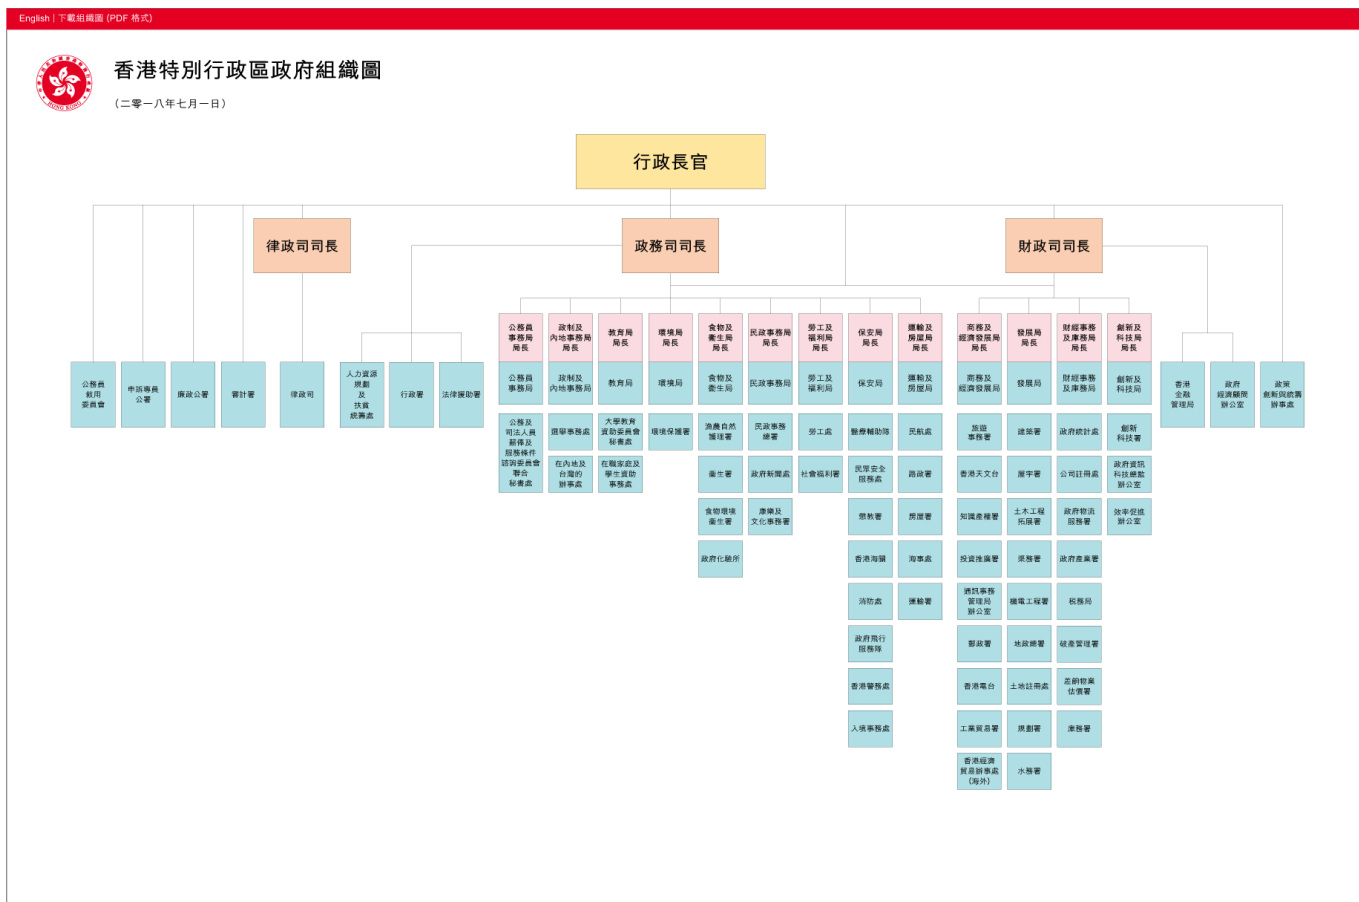 English | 下載組織圖 (PDF 格式)
香港特別行政區政府組織圖
(二零一八年七月一日)
HONG KONG
行政長官
律政司司長
政務司司長
財政司司長
公務員
事務局
局長
政制及
內地事務局
局長
教育局
局長
環境局
局長
食物及
衞生局
局長
民政事務局
局長
勞工及
福利局
局長
保安局
局長
運輸及
房屋局
局長
商務及
經濟發展局
局長
發展局
局長
財經事務
及庫務局
局長
創新及
科技局
局長
公務員
敘用
委員會
申訴專員
公署
廉政公署
審計署
律政司
人力資源
規劃
及
扶貧
統籌處
行政署
法律援助署
公務員
事務局
政制及
內地事務局
教育局
環境局
食物及
衞生局
民政事務局
勞工及
福利局
保安局
運輸及
房屋局
商務及
經濟發展局
發展局
財經事務
及庫務局
創新及
科技局
香港
金融
管理局
政府
經濟顧問
辦公室
政策
創新與統籌
辦事處
公務及
司法人員
薪俸及
服務條件
諮詢委員會
聯合
秘書處
選舉事務處
大學教育
資助委員會
秘書處
環境保護署
漁農自然
護理署
民政事務
總署
勞工處
醫療輔助隊
民航處
旅遊
事務署
建築署
政府統計處
創新
科技署
在內地及
台灣的
辦事處
在職家庭及
學生資助
事務處
衞生署
政府新聞處
社會福利署
民眾安全
服務處
路政署
香港天文台
屋宇署
公司註冊處
政府資訊
科技總監
辦公室
食物環境
衞生署
康樂及
文化事務署
懲教署
房屋署
知識產權署
土木工程
拓展署
政府物流
服務署
效率促進
辦公室
政府化驗所
香港海關
海事處
投資推廣署
渠務署
政府產業署
消防處
運輸署
通訊事務
管理局
辦公室
機電工程署
稅務局
政府飛行
服務隊
郵政署
地政總署
破產管理署
香港警務處
香港電台
土地註冊處
差餉物業
估價署
入境事務處
工業貿易署
規劃署
庫務署
香港經濟
貿易辦事處
(海外)
水務署